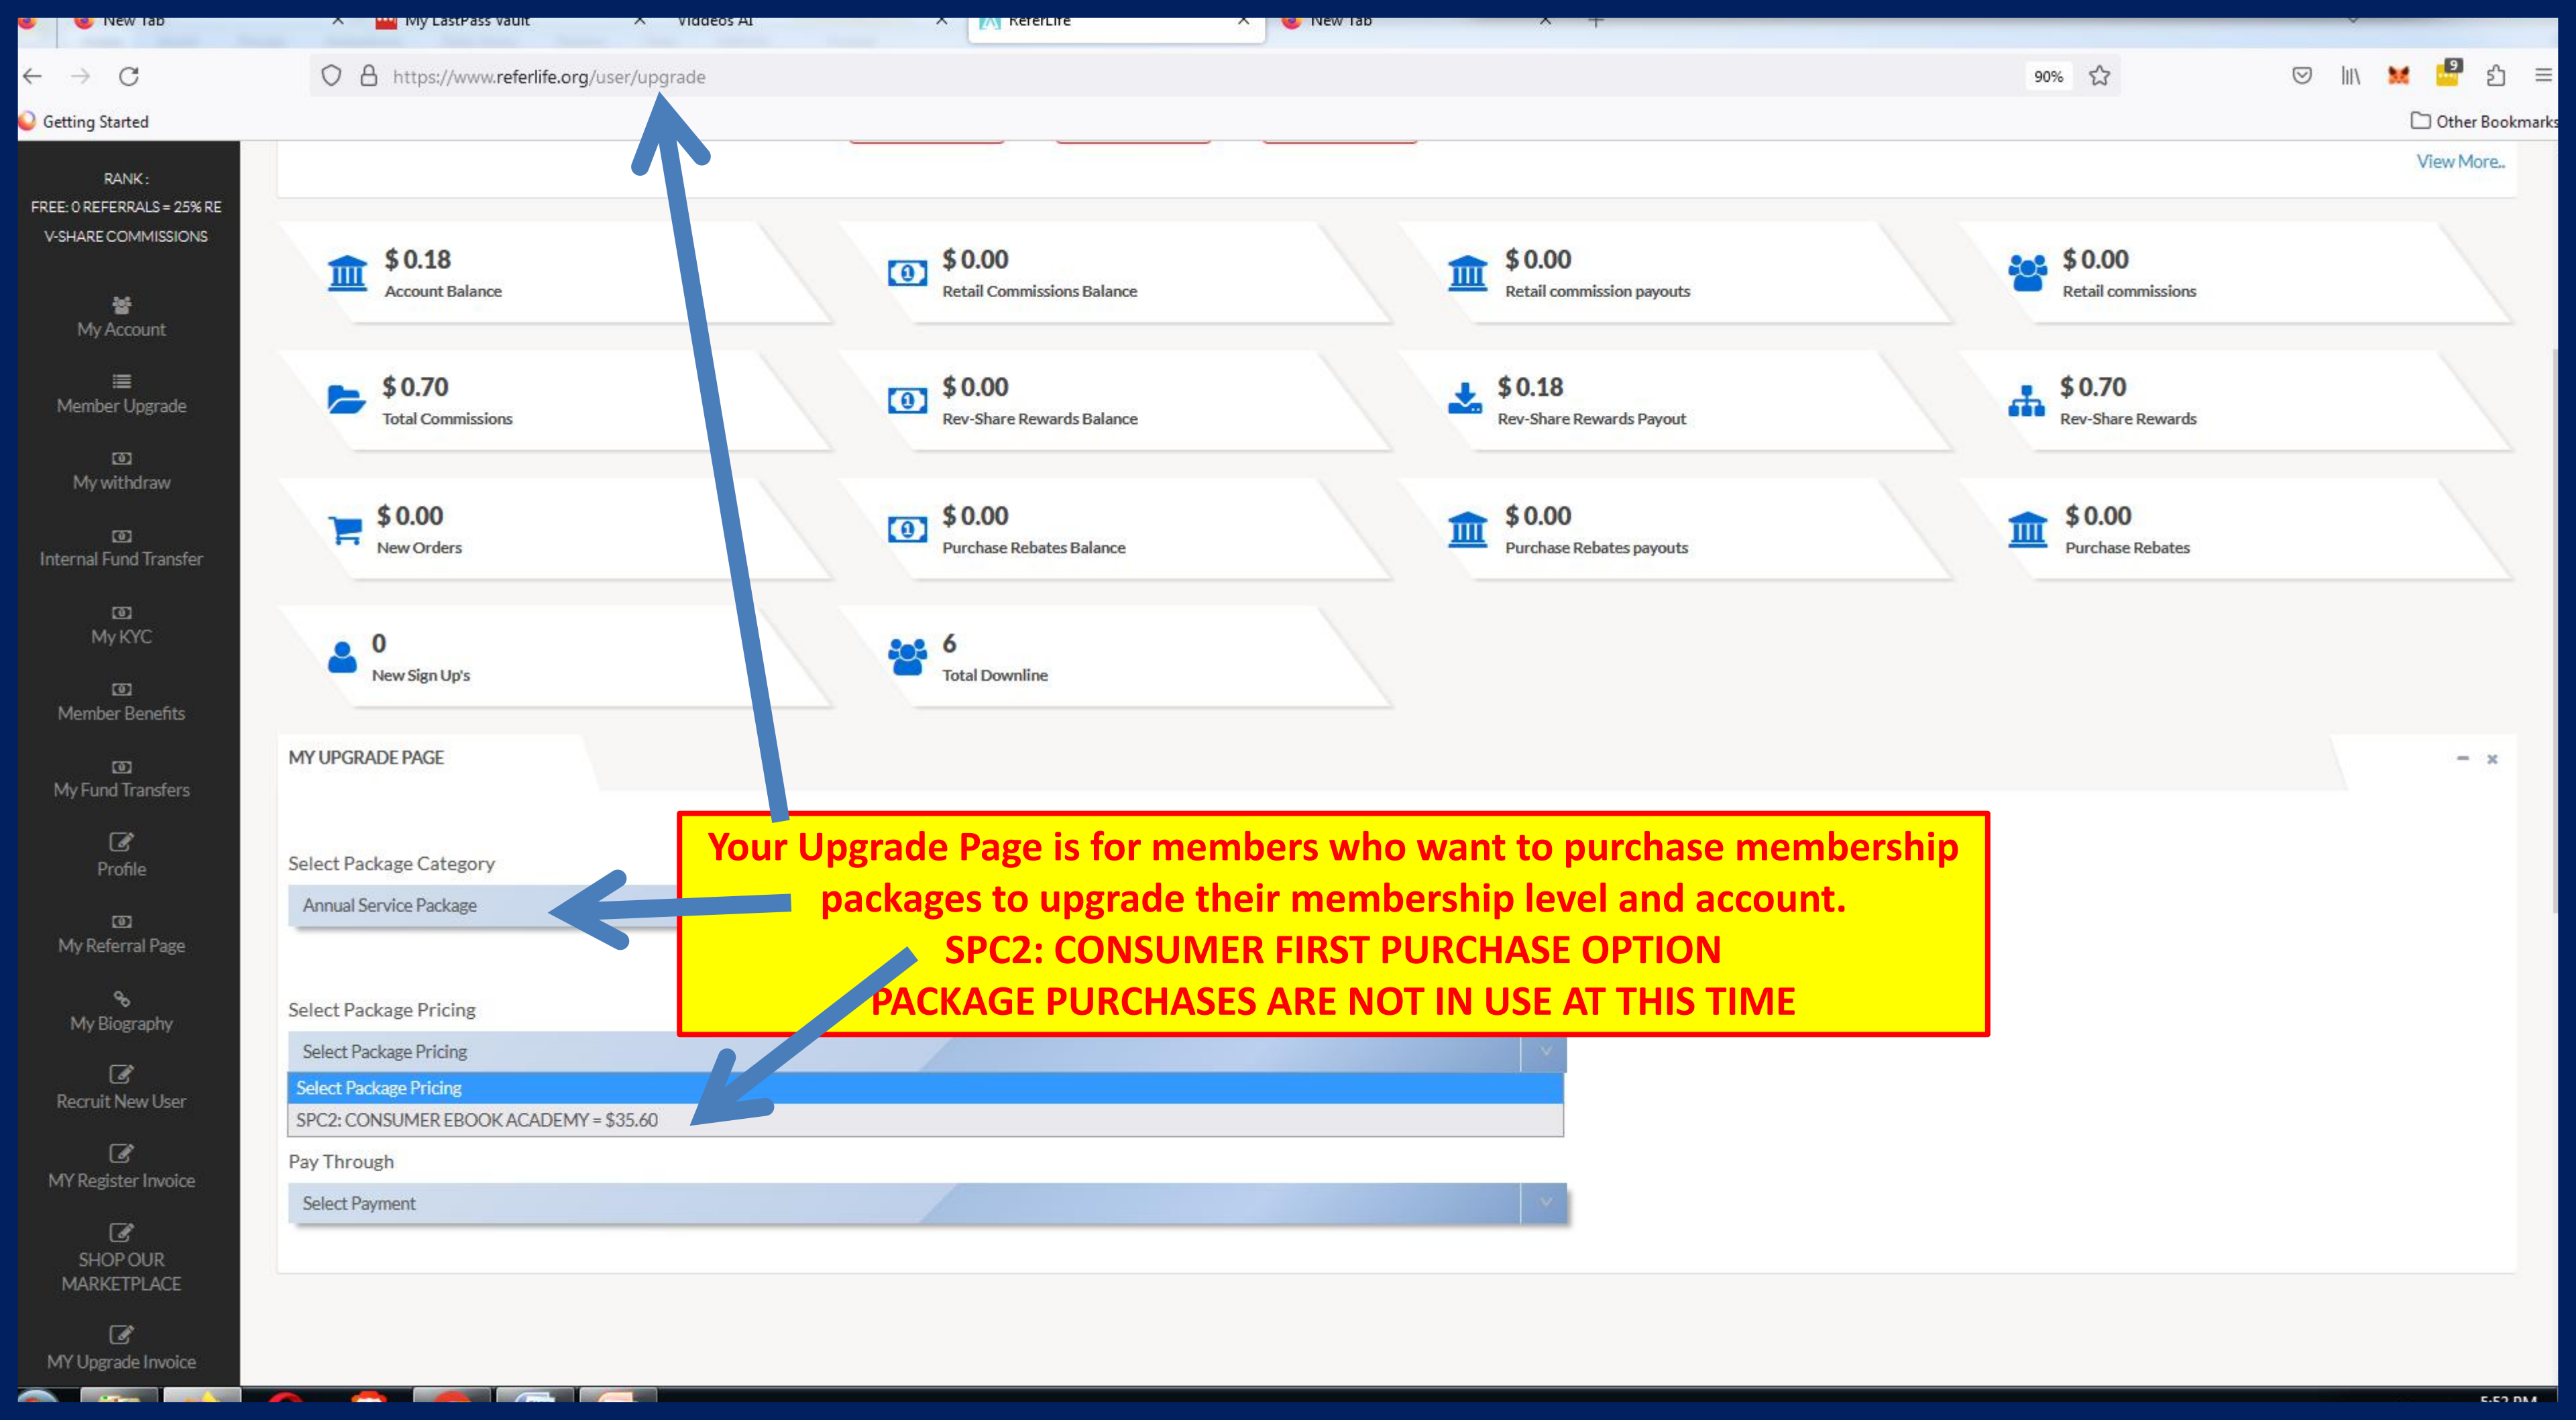 New Tab
My LastPass Vault
Viddeos AI
ReferLife
New Tab
https://www.referlife.org/user/upgrade
90%
9
Getting Started
Other Bookmarks
View More..
RANK :
FREE: 0 REFERRALS = 25% RE
V-SHARE COMMISSIONS
My Account
Member Upgrade
My withdraw
Internal Fund Transfer
My KYC
Member Benefits
My Fund Transfers
Profile
My Referral Page
My Biography
Recruit New User
MY Register Invoice
SHOP OUR
MARKETPLACE
MY Upgrade Invoice
$ 0.18
Account Balance
$ 0.00
Retail Commissions Balance
$ 0.00
Retail commission payouts
$ 0.00
Retail commissions
$ 0.70
Total Commissions
$ 0.00
Rev-Share Rewards Balance
$ 0.18
Rev-Share Rewards Payout
$ 0.70
Rev-Share Rewards
$ 0.00
New Orders
$ 0.00
Purchase Rebates Balance
$ 0.00
Purchase Rebates payouts
$ 0.00
Purchase Rebates
0
New Sign Up's
6
Total Downline
MY UPGRADE PAGE
Your Upgrade Page is for members who want to purchase membership
packages to upgrade their membership level and account.
SPC2: CONSUMER FIRST PURCHASE OPTION
PACKAGE PURCHASES ARE NOT IN USE AT THIS TIME
Select Package Category
Annual Service Package
Select Package Pricing
Select Package Pricing
Select Package Pricing
SPC2: CONSUMER EBOOK ACADEMY = $35.60
Pay Through
Select Payment
5:52 PM